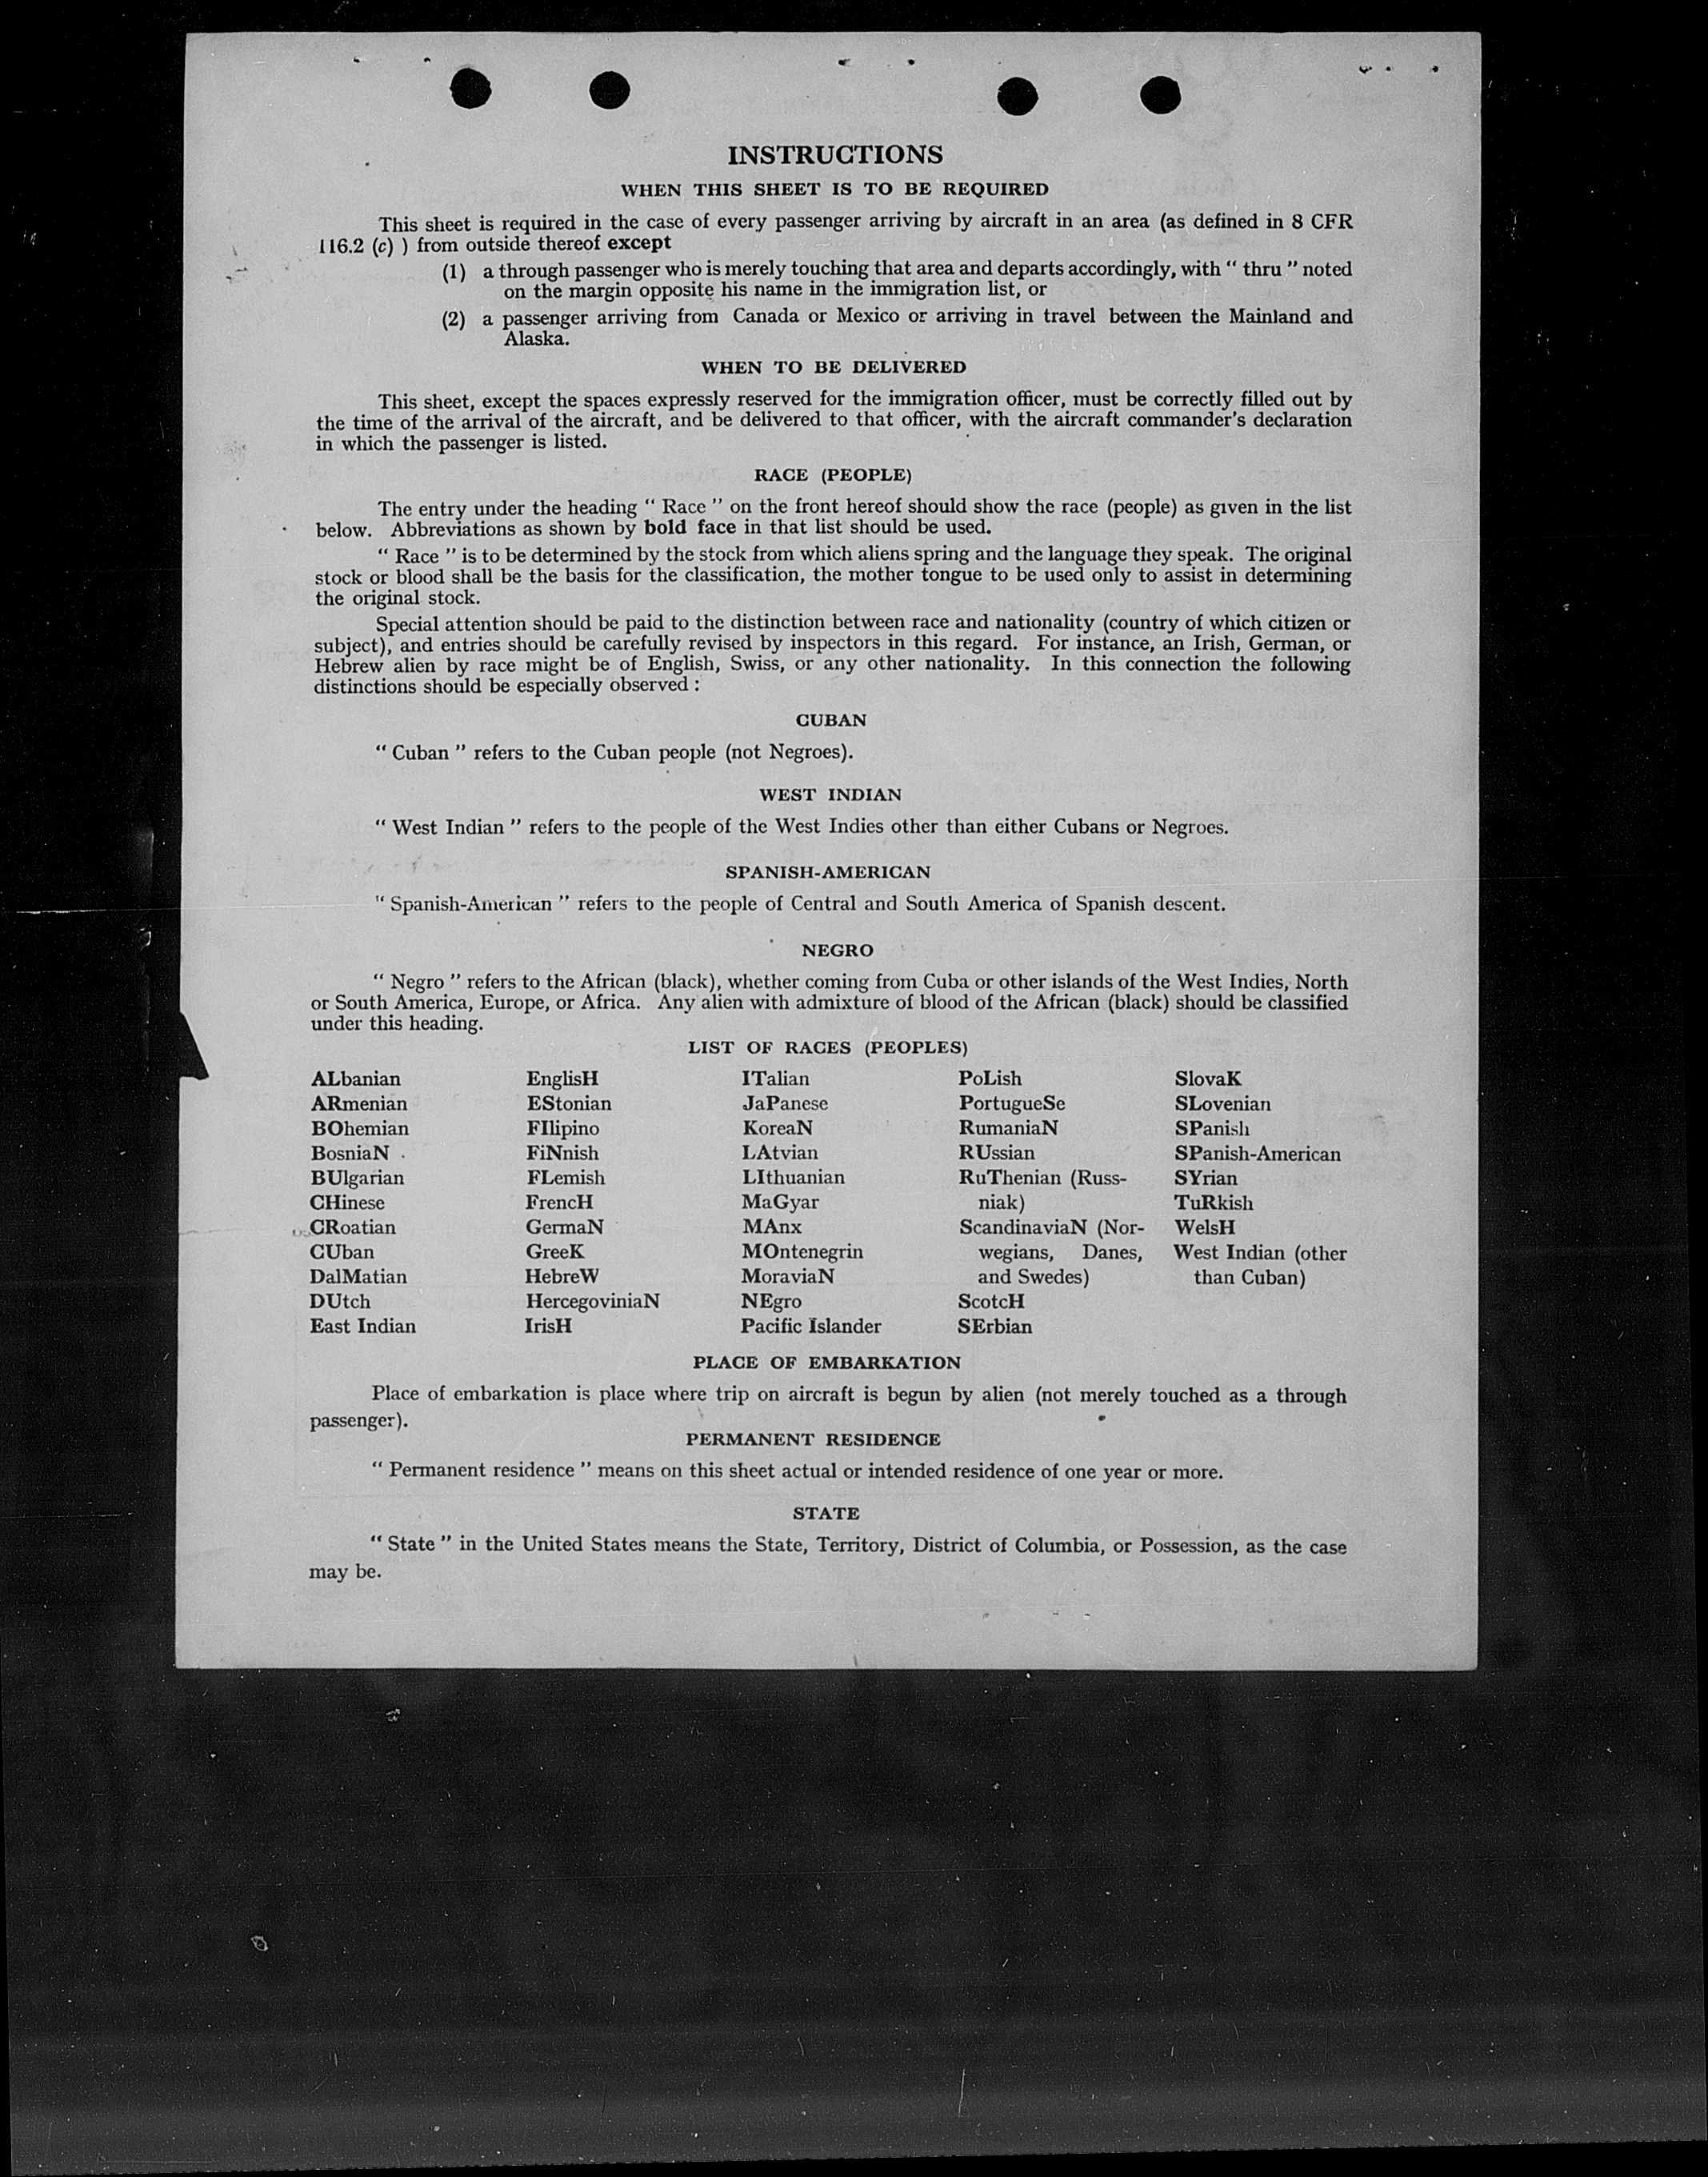 INSTRUCTIONS
WHEN THIS SHEET IS TO BE REQUIRED
This sheet is required in the case of every passenger arriving by aircraft in an area (as defined in 8 CFR
116.2 (c) ) from outside thereof except
(1) a through passenger who is merely touching that area and departs accordingly, with “ thru ” noted
on the margin opposite his name in the immigration list, or
(2) a passenger arriving from Canada or Mexico or arriving in travel between the Mainland and
Alaska.
WHEN TO BE DELIVERED
This sheet, except the spaces expressly reserved for the immigration officer, must be correctly filled out by
the time of the arrival of the aircraft, and be delivered to that officer, with the aircraft commander's declaration
in which the passenger is listed.
RACE (PEOPLE)
The entry under the heading “ Race ” on the front hereof should show the race (people) as given in the list
below. Abbreviations as shown by bold face in that list should be used.
“ Race ” is to be determined by the stock from which aliens spring and the language they speak. The original
stock or blood shall be the basis for the classification, the mother tongue to be used only to assist in determining
the original stock.
Special attention should be paid to the distinction between race and nationality (country of which citizen or
subject), and entries should be carefully revised by inspectors in this regard. For instance, an Irish, German, or
Hebrew alien by race might be of English, Swiss, or any other nationality. In this connection the following
distinctions should be especially observed :
CUBAN
“ Cuban ” refers to the Cuban people (not Negroes).
WEST INDIAN
“ West Indian ” refers to the people of the West Indies other than either Cubans or Negroes.
SPANISH-AMERICAN
“ Spanish-American ” refers to the people of Central and South America of Spanish descent.
NEGRO
“ Negro ” refers to the African (black), whether coming from Cuba or other islands of the West Indies, North
or South America, Europe, or Africa. Any alien with admixture of blood of the African (black) should be classified
under this heading.
LIST OF RACES (PEOPLES)
ALbanian
ARmenian
BOhemian
BosniaN
BUlgarian
CHinese
CRoatian
CUban
DalMatian
DUtch
East Indian
EnglisH
EStonian
FIlipino
FiNnish
FLemish
FrencH
GermaN
GreeK
HebreW
HercegoviniaN
IrisH
ITalian
JaPanese
KoreaN
LAtvian
LIthuanian
MaGyar
MAnx
MOntenegrin
MoraviaN
NEgro
Pacific Islander
PoLish
PortugueSe
RumaniaN
RUssian
RuThenian (Russ-
niak)
ScandinaviaN (Nor-
wegians, Danes,
and Swedes)
ScotcH
SErbian
SlovaK
SLovenian
SPanish
SPanish-American
SYrian
TuRkish
WelsH
West Indian (other
than Cuban)
PLACE OF EMBARKATION
Place of embarkation is place where trip on aircraft is begun by alien (not merely touched as a through
passenger).
PERMANENT RESIDENCE
“ Permanent residence ” means on this sheet actual or intended residence of one year or more.
STATE
“ State ” in the United States means the State, Territory, District of Columbia, or Possession, as the case
may be.